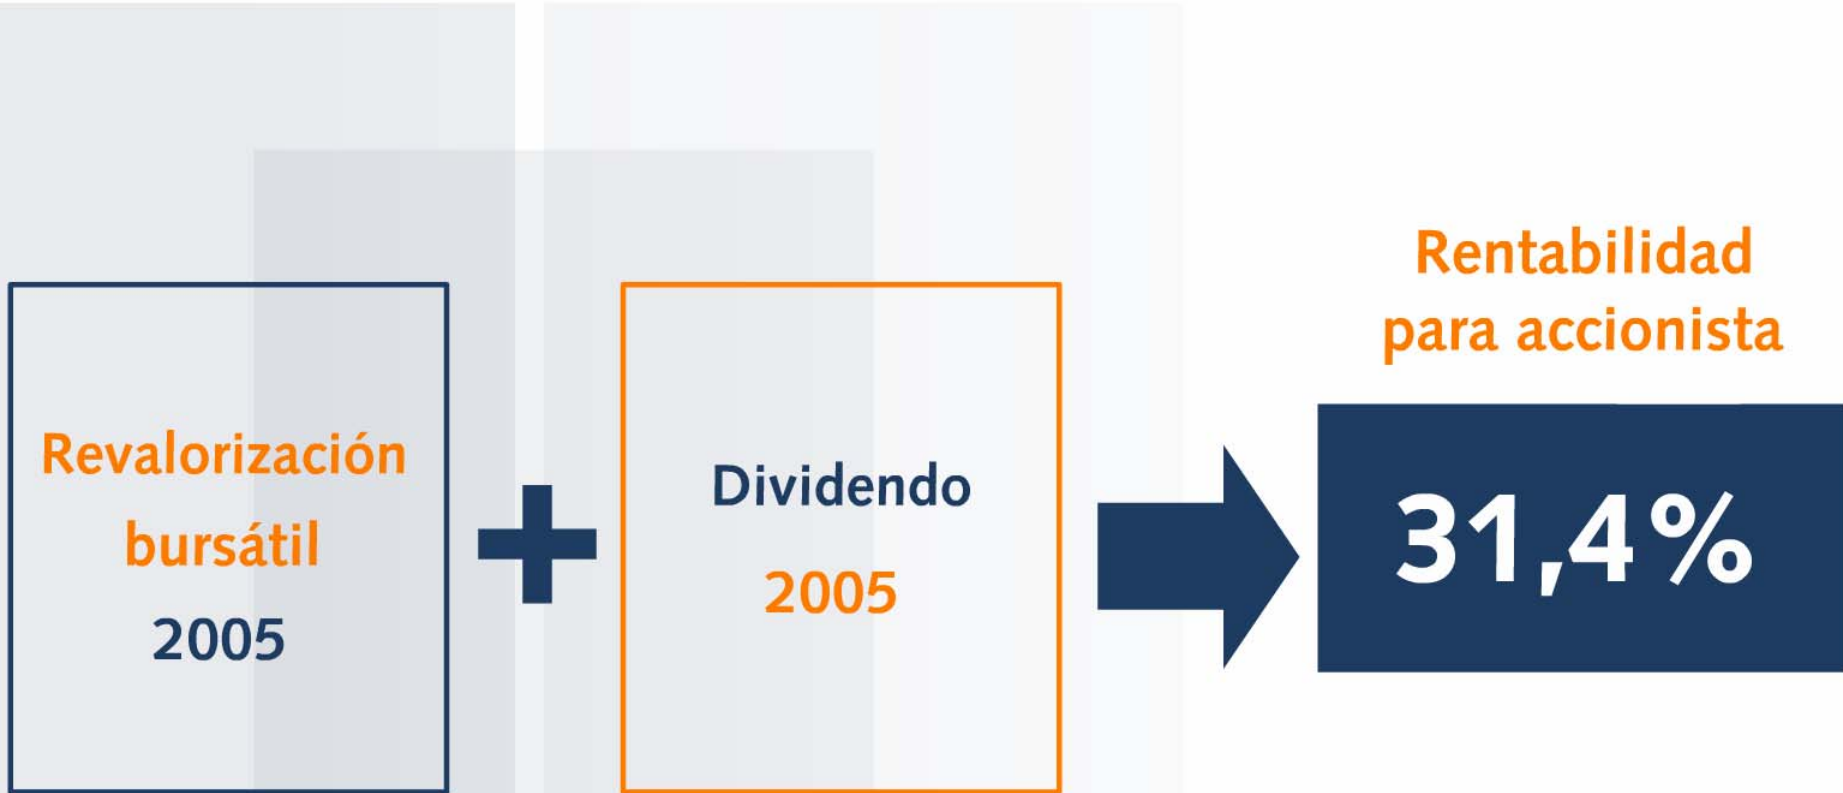 Revalorización
bursátil
2005
+
Dividendo
2005
Rentabilidad
para accionista
31,4%